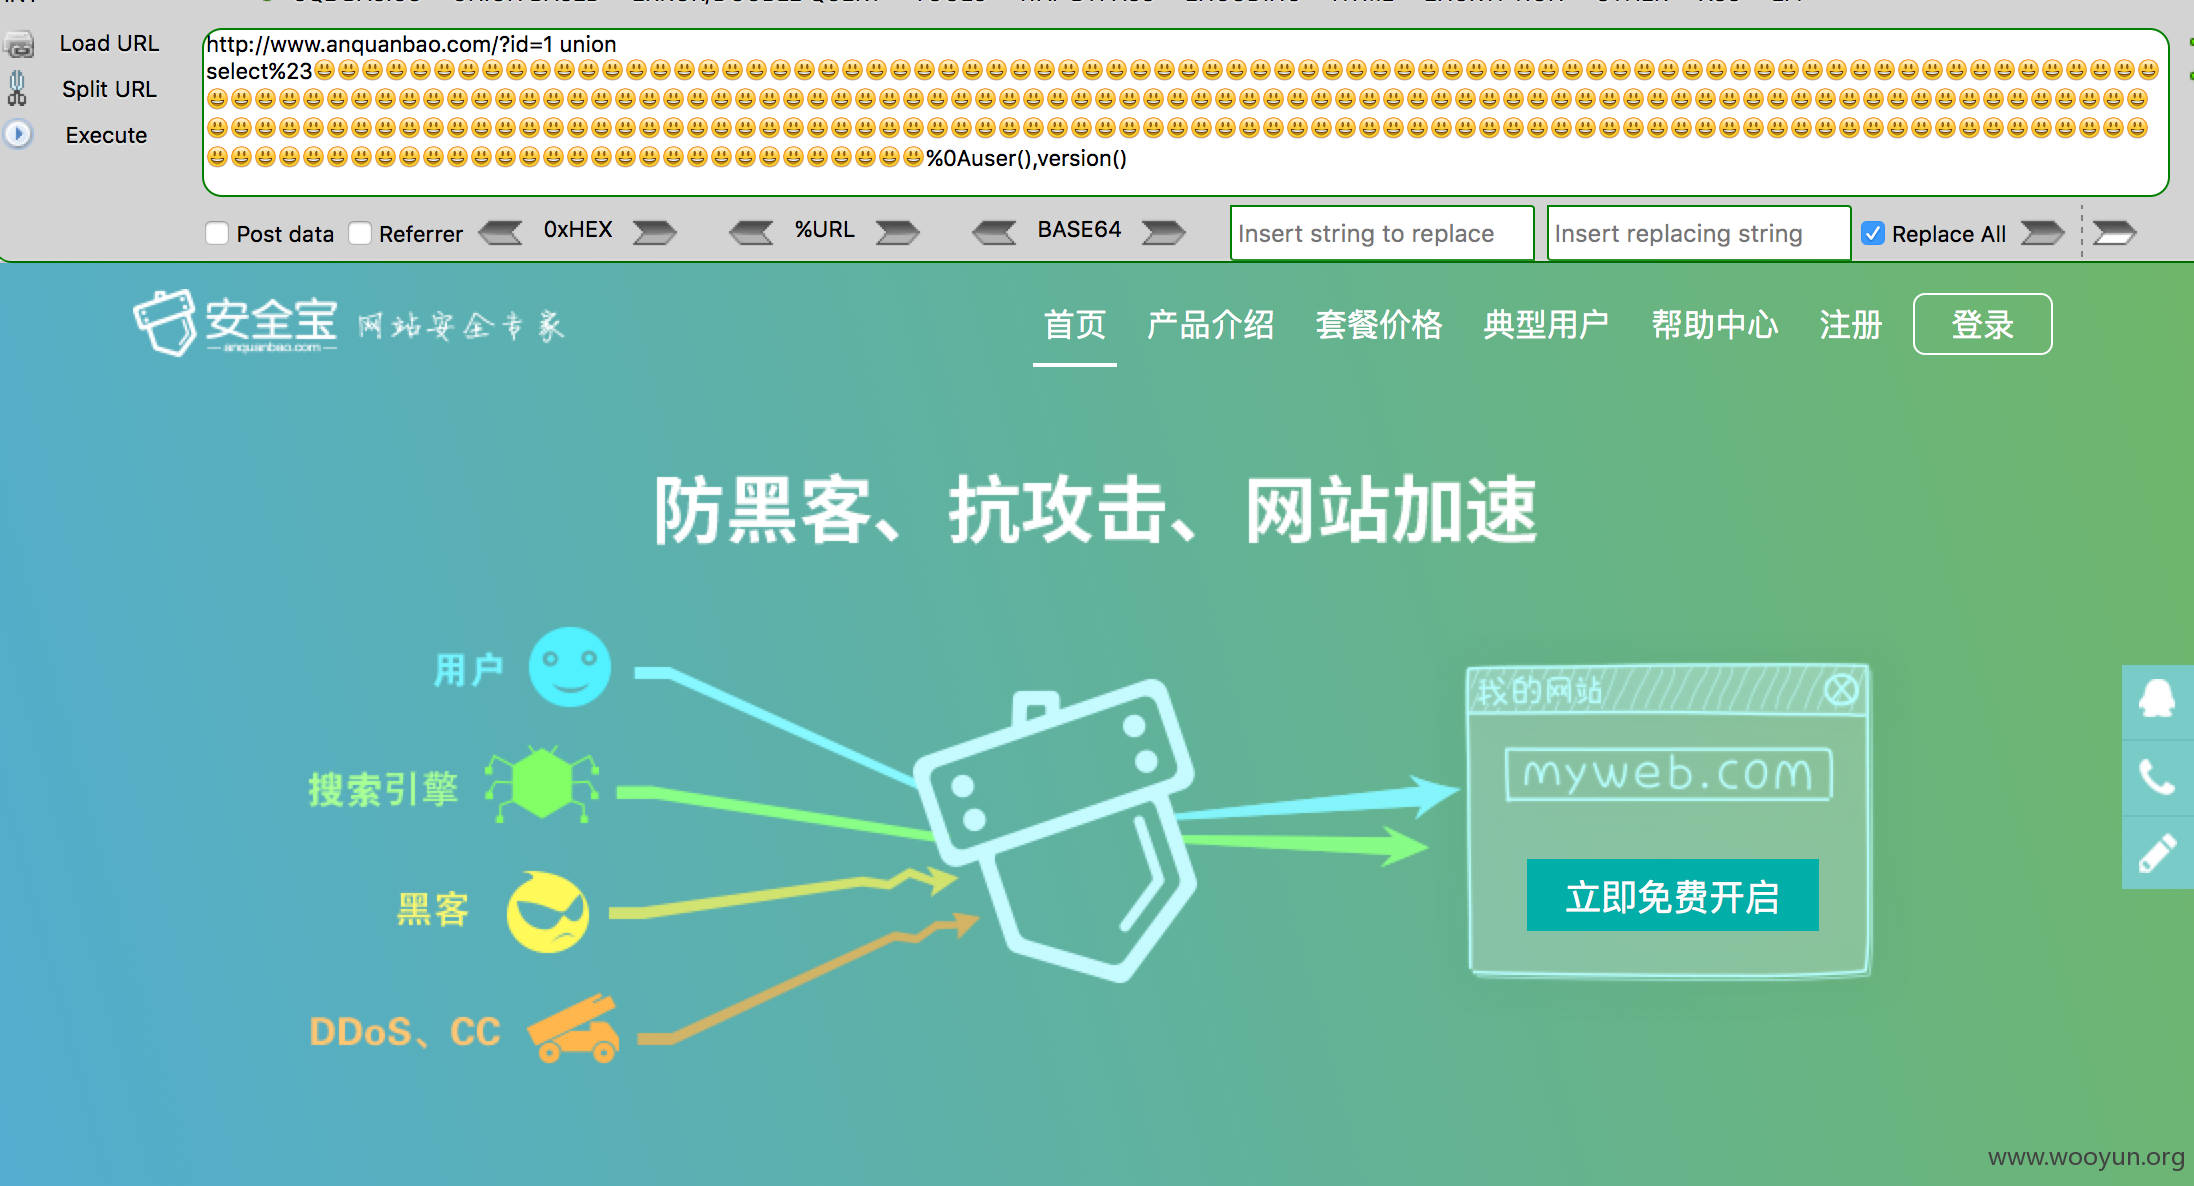 Load URL
http://www.anquanbao.com/?id=1 union
select%23
Split URL
Execute
%0Auser(),version()
Post data Referrer 0xHEX %URL BASE64 Insert string to replace Insert replacing string Replace All
安全宝 网站安全专家
anquanbao.com
首页 产品介绍 套餐价格 典型用户 帮助中心 注册 登录
防黑客、抗攻击、网站加速
用户
我的网站
myweb.com
搜索引擎
立即免费开启
黑客
DDoS、CC
www.wooyun.org